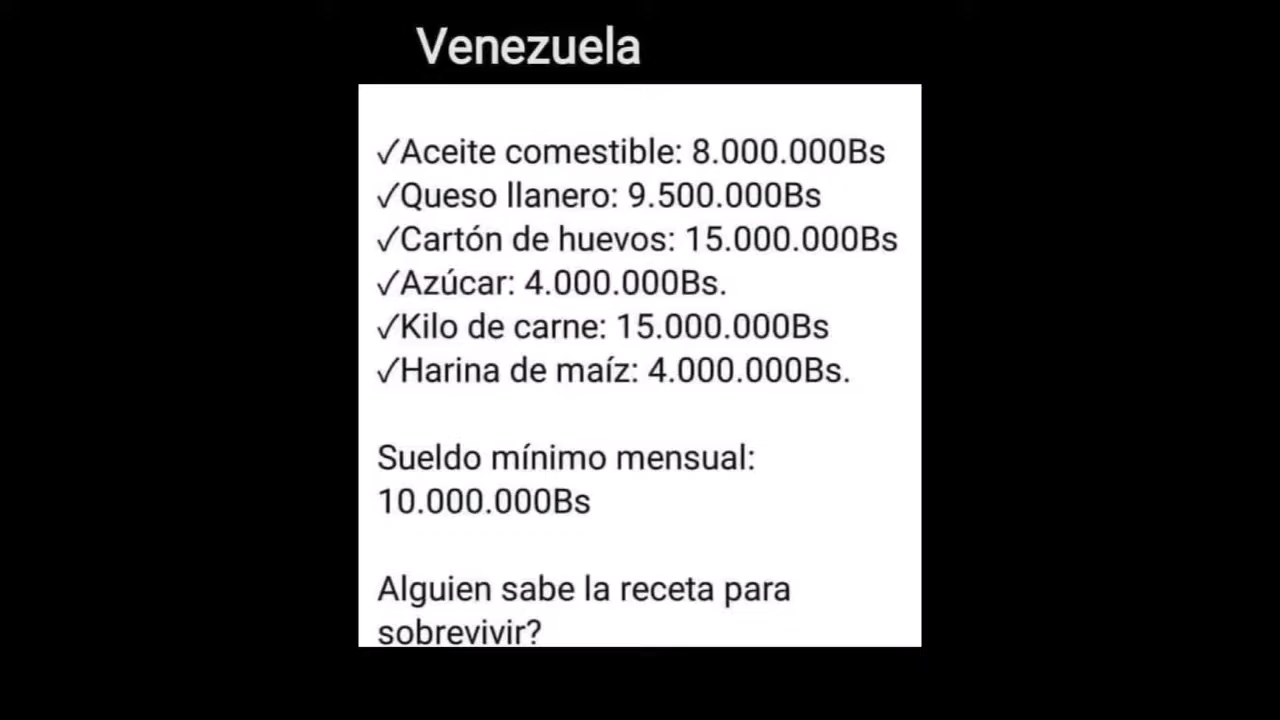 Venezuela
✓Aceite comestible: 8.000.000Bs
✓Queso llanero: 9.500.000Bs
✓Cartón de huevos: 15.000.000Bs
✓Azúcar: 4.000.000Bs.
✓Kilo de carne: 15.000.000Bs
✓Harina de maíz: 4.000.000Bs.
Sueldo mínimo mensual:
10.000.000Bs
Alguien sabe la receta para
sobrevivir?